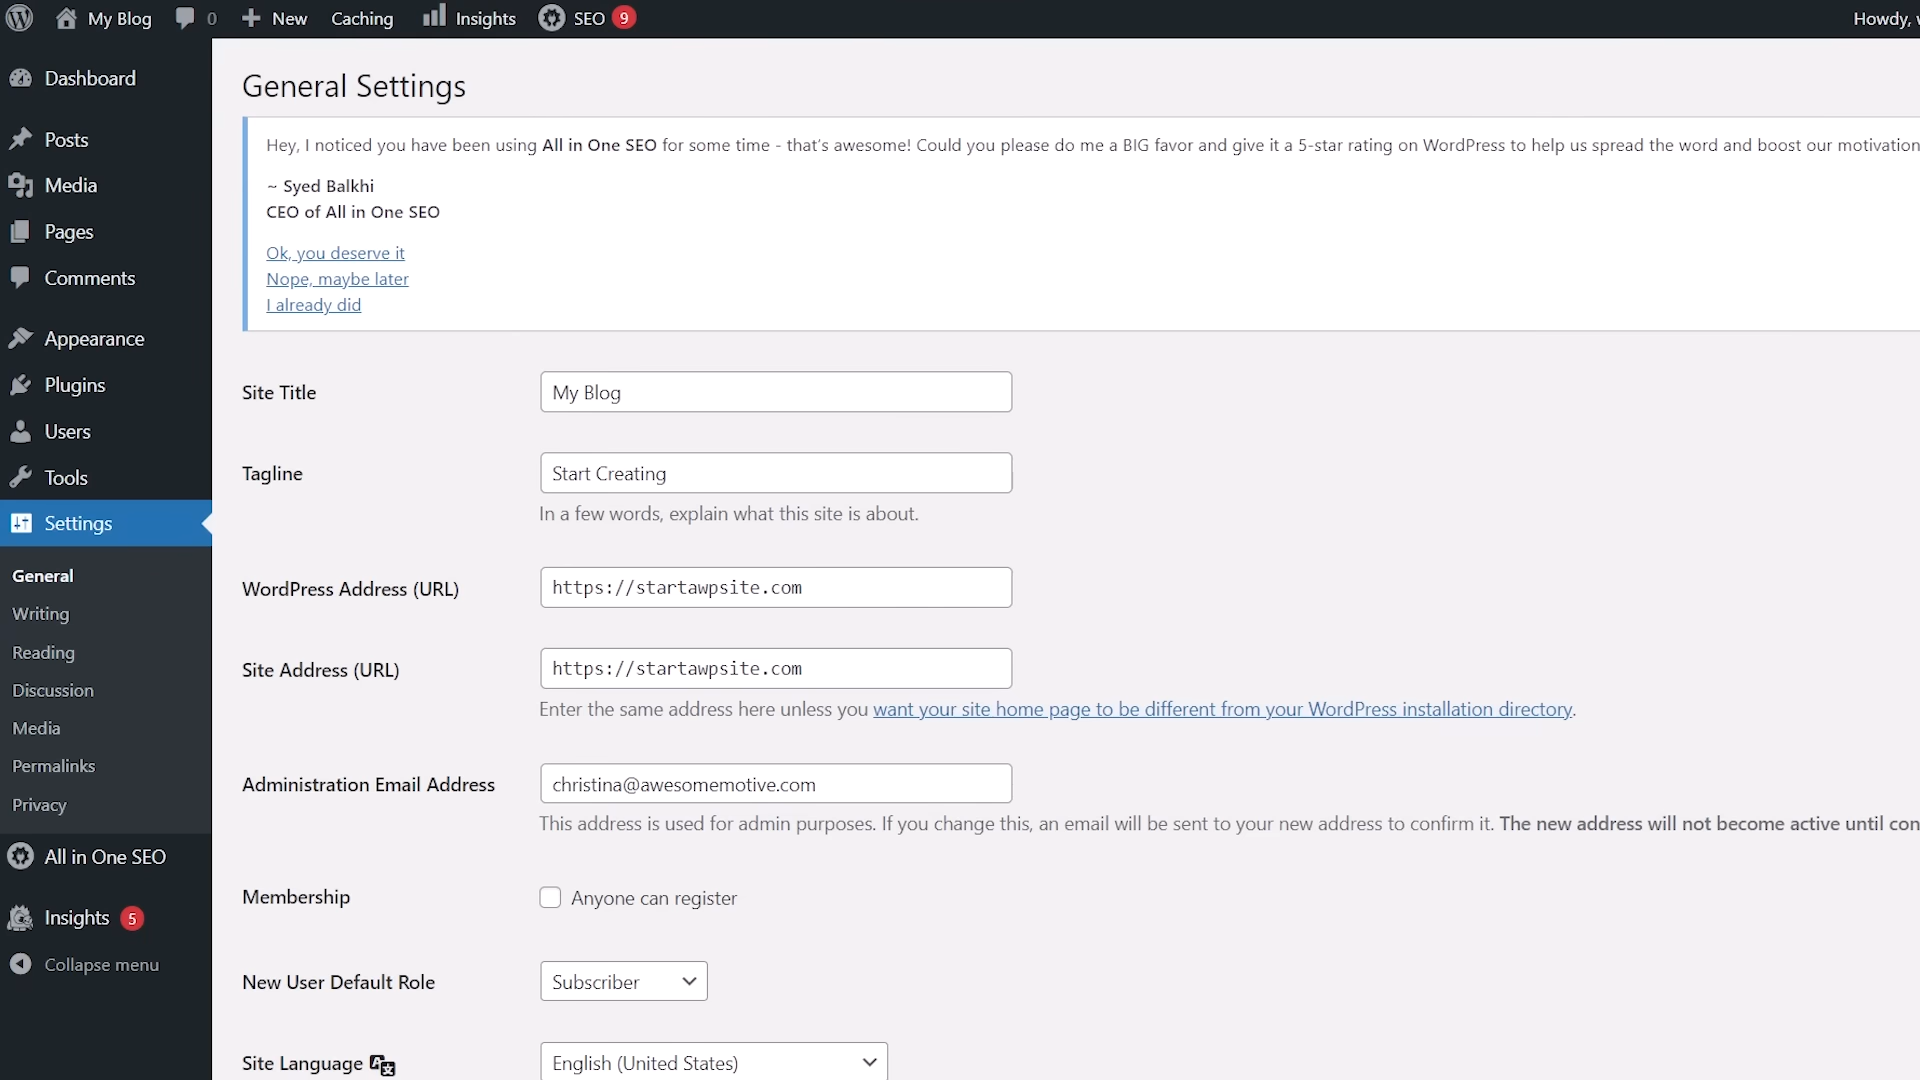 My Blog 0 New Caching Insights SEO 9 Howdy,
Dashboard
Posts
Media
Pages
Comments
Appearance
Plugins
Users
Tools
Settings
General
Writing
Reading
Discussion
Media
Permalinks
Privacy
All in One SEO
Insights 5
Collapse menu
General Settings
Hey, I noticed you have been using All in One SEO for some time - that's awesome! Could you please do me a BIG favor and give it a 5-star rating on WordPress to help us spread the word and boost our motivation
~ Syed Balkhi
CEO of All in One SEO
Ok, you deserve it
Nope, maybe later
I already did
Site Title My Blog
Tagline Start Creating
In a few words, explain what this site is about.
WordPress Address (URL) https://startawpsite.com
Site Address (URL) https://startawpsite.com
Enter the same address here unless you want your site home page to be different from your WordPress installation directory.
Administration Email Address christina@awesomemotive.com
This address is used for admin purposes. If you change this, an email will be sent to your new address to confirm it. The new address will not become active until con
Membership Anyone can register
New User Default Role Subscriber
Site Language English (United States)